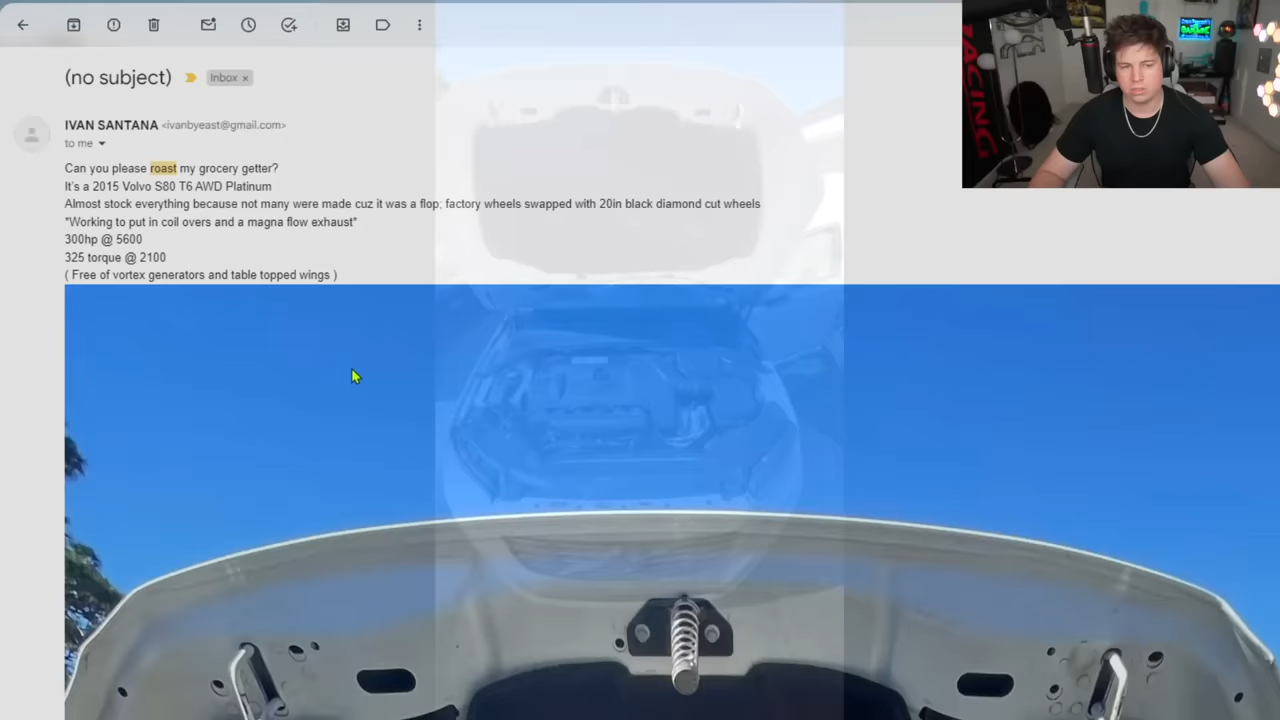 (no subject)
Inbox ×
IVAN SANTANA <ivanbyeast@gmail.com>
to me
Can you please roast my grocery getter?
It's a 2015 Volvo S80 T6 AWD Platinum
Almost stock everything because not many were made cuz it was a flop; factory wheels swapped with 20in black diamond cut wheels
*Working to put in coil overs and a magna flow exhaust*
300hp @ 5600
325 torque @ 2100
( Free of vortex generators and table topped wings )
RACING